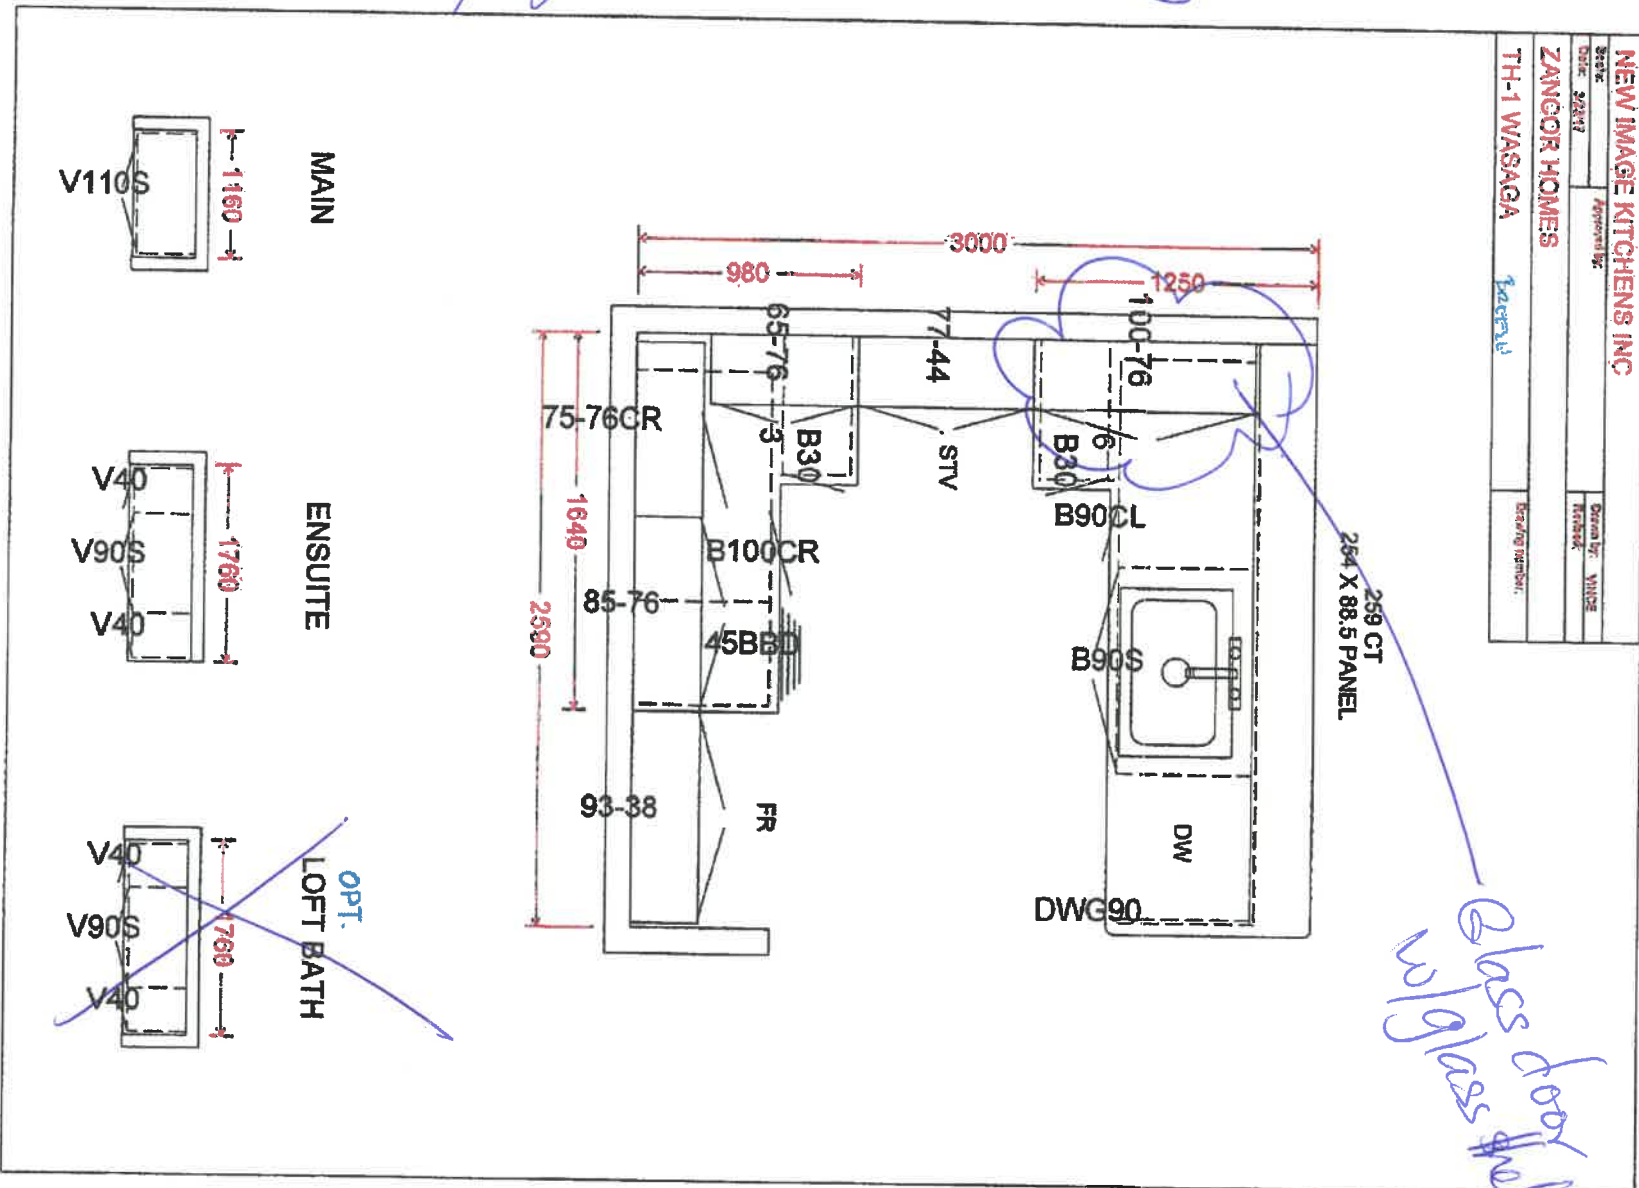 NEW IMAGE KITCHENS INC
Scale:
Approved by:
Drawn by: VINCE
Date:
Revised:
ZANCOR HOMES
TH-1 WASAGA
Drawing number:
259 CT
254 X 88.5 PANEL
Glass door
w/glass
3000
980
1250
65-76
77-44
100-76
3
B30
STV
6
B30
75-76CR
B90CL
1640
B100CR
85-76
45BBD
B90S
2590
93-38
FR
DW
DWG90
MAIN
1160
V110S
ENSUITE
1760
V40
V90S
V40
OPT.
LOFT BATH
1760
V40
V90S
V40